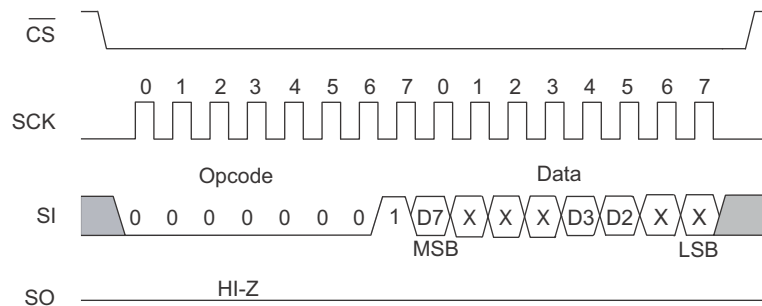 CS
0 1 2 3 4 5 6 7 0 1 2 3 4 5 6 7
SCK
Opcode Data
SI 0 0 0 0 0 0 0 1 D7 X X X D3 D2 X X
MSB LSB
HI-Z
SO